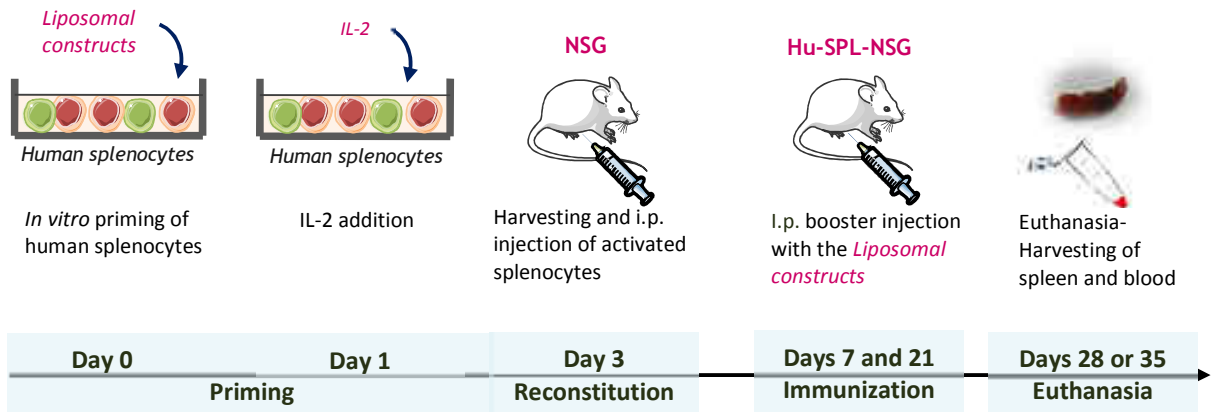 Liposomal
constructs
Human splenocytes
In vitro priming of
human splenocytes
IL-2
Human splenocytes
IL-2 addition
NSG
Harvesting and i.p.
injection of activated
splenocytes
Hu-SPL-NSG
I.p. booster injection
with the Liposomal
constructs
Euthanasia-
Harvesting of
spleen and blood
Day 0
Day 1
Priming
Day 3
Reconstitution
Days 7 and 21
Immunization
Days 28 or 35
Euthanasia